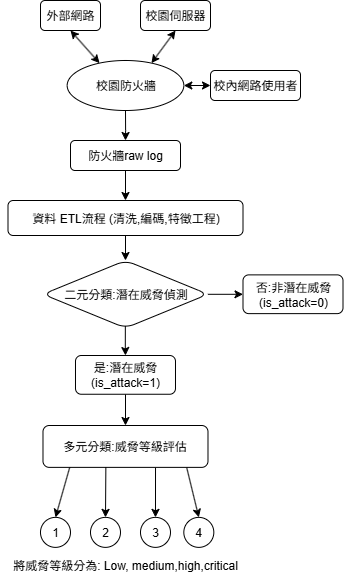 外部網路
校園伺服器
校園防火牆
校內網路使用者
防火牆raw log
資料 ETL流程 (清洗,編碼,特徵工程)
二元分類:潛在威脅偵測
否:非潛在威脅
(is_attack=0)
是:潛在威脅
(is_attack=1)
多元分類:威脅等級評估
1
2
3
4
將威脅等級分為: Low, medium,high,critical